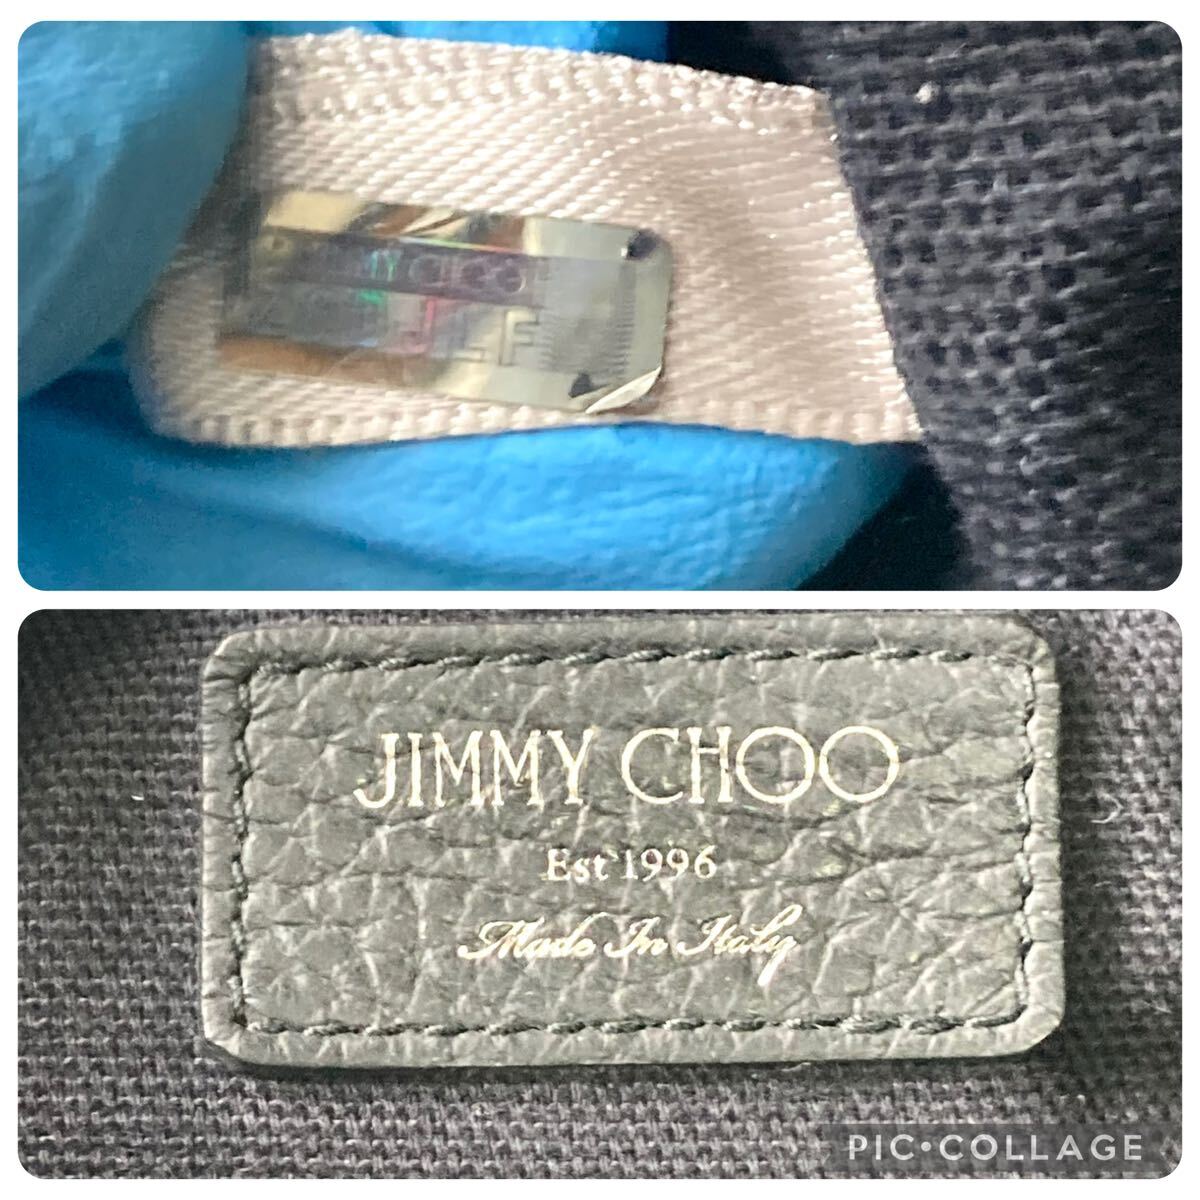 JIMMY CHOO
JIMMY CHOO
Est 1996
Made In Italy
PIC•COLLAGE